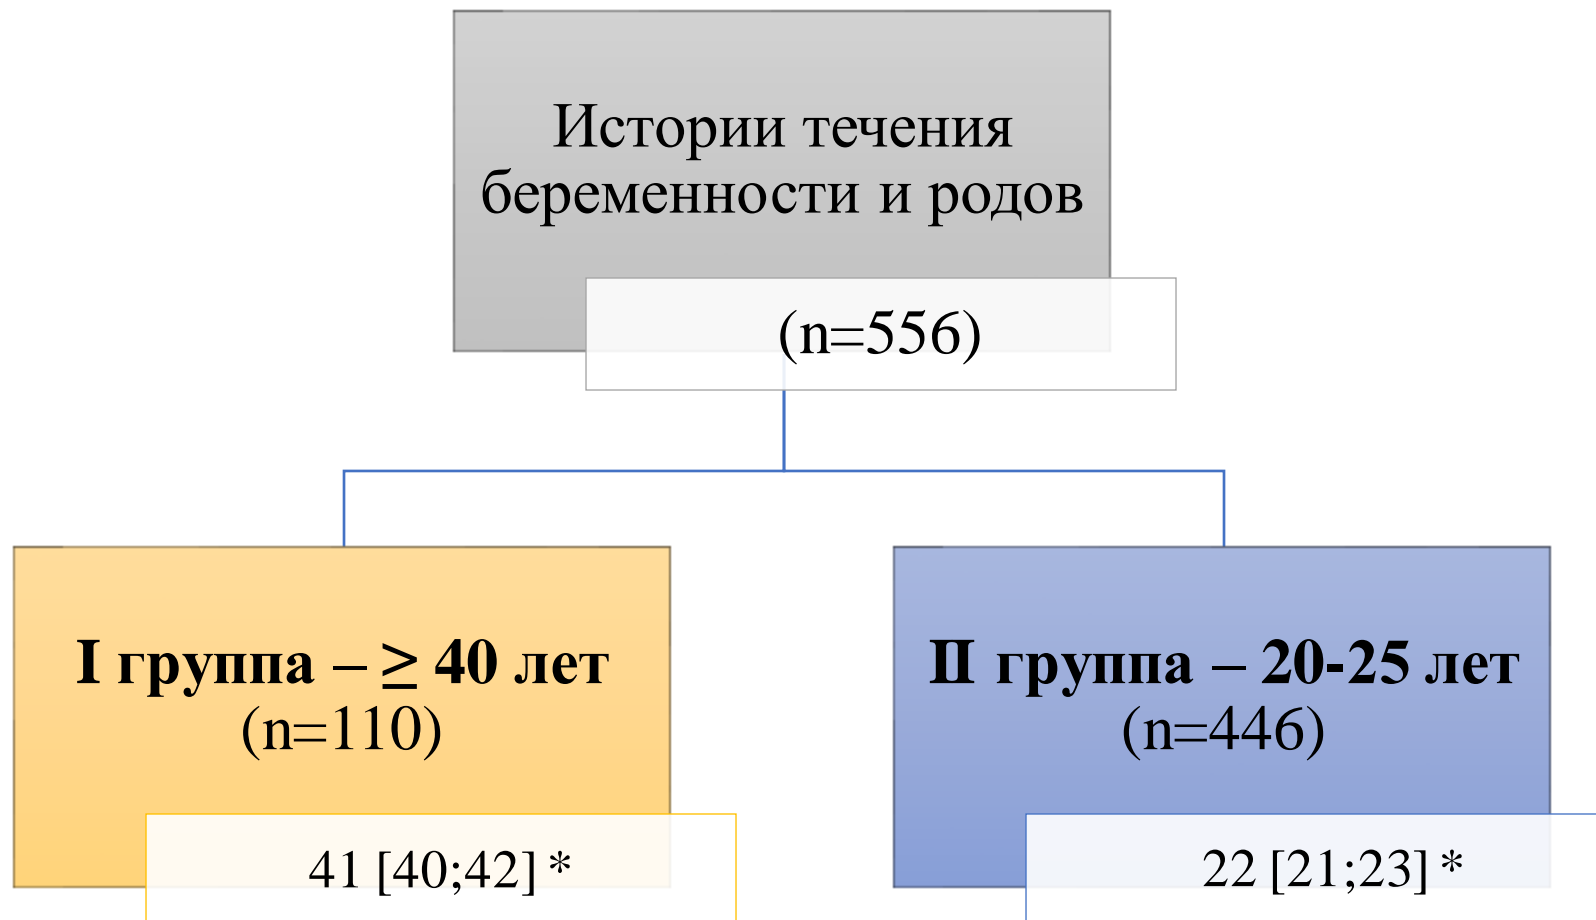 Истории течения
беременности и родов
(n=556)
I группа – ≥ 40 лет
(n=110)
41 [40;42] *
II группа – 20-25 лет
(n=446)
22 [21;23] *